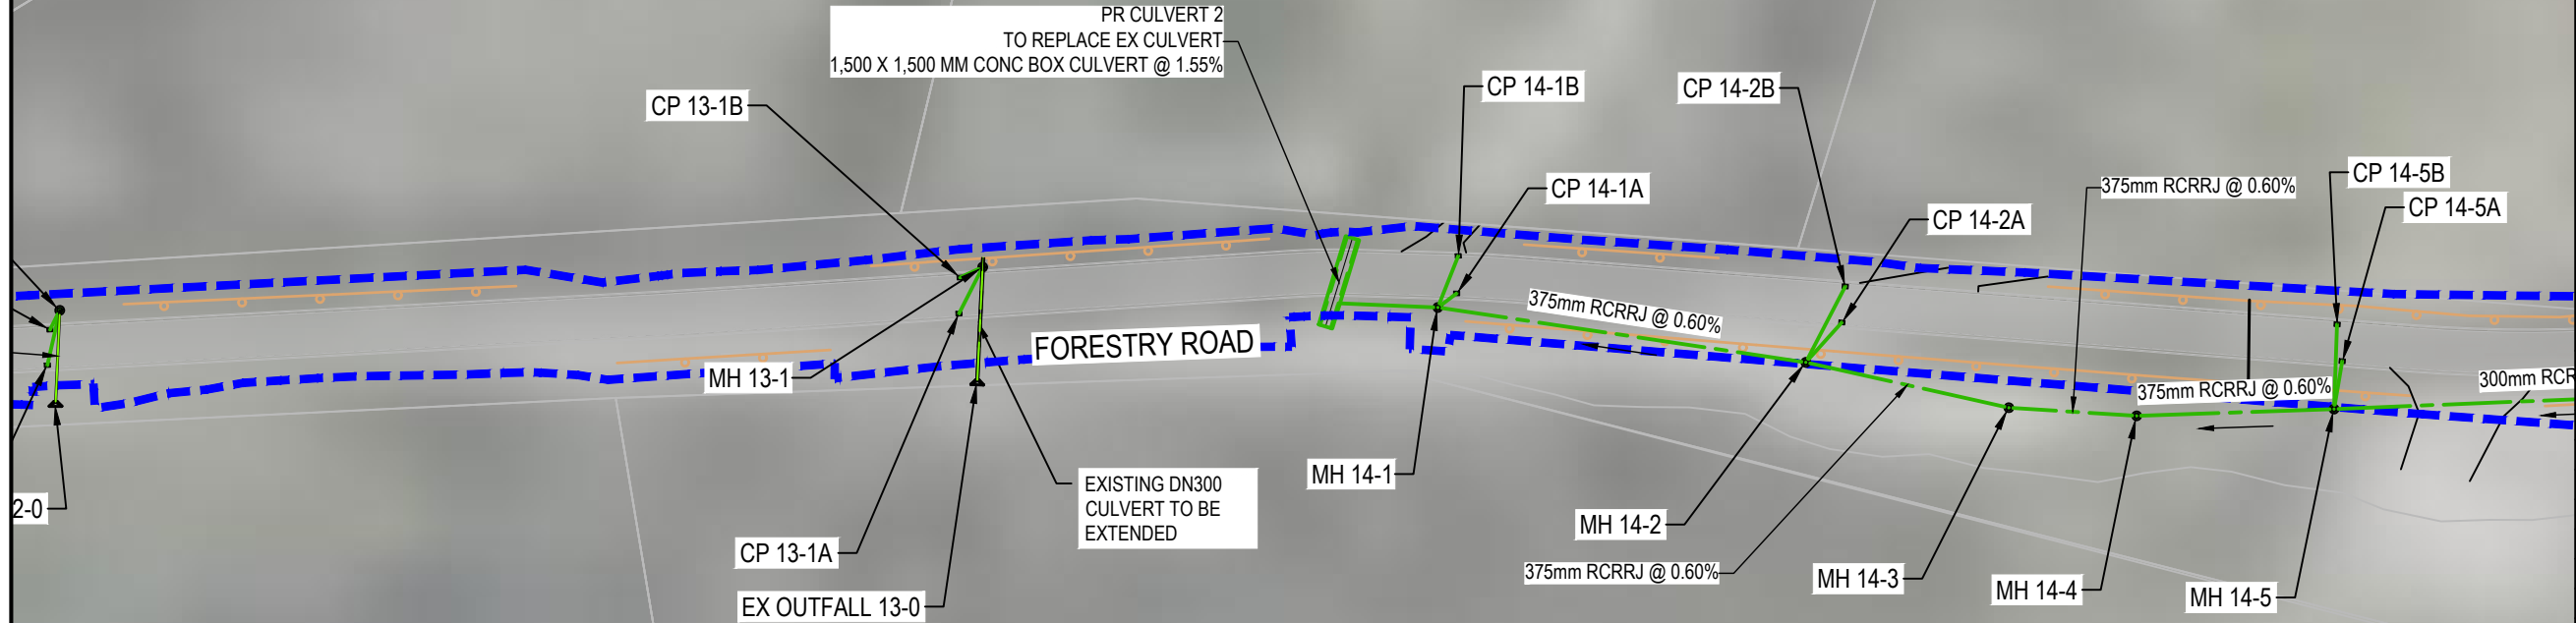 PR CULVERT 2
TO REPLACE EX CULVERT
1,500 X 1,500 MM CONC BOX CULVERT @ 1.55%
CP 13-1B
CP 14-1B
CP 14-2B
CP 14-1A
375mm RCRRJ @ 0.60%
CP 14-5B
CP 14-5A
CP 14-2A
375mm RCRRJ @ 0.60%
FORESTRY ROAD
MH 13-1
375mm RCRRJ @ 0.60%
300mm RCR
2-0
EXISTING DN300
CULVERT TO BE
EXTENDED
MH 14-1
MH 14-2
CP 13-1A
375mm RCRRJ @ 0.60%
MH 14-3
MH 14-4
MH 14-5
EX OUTFALL 13-0